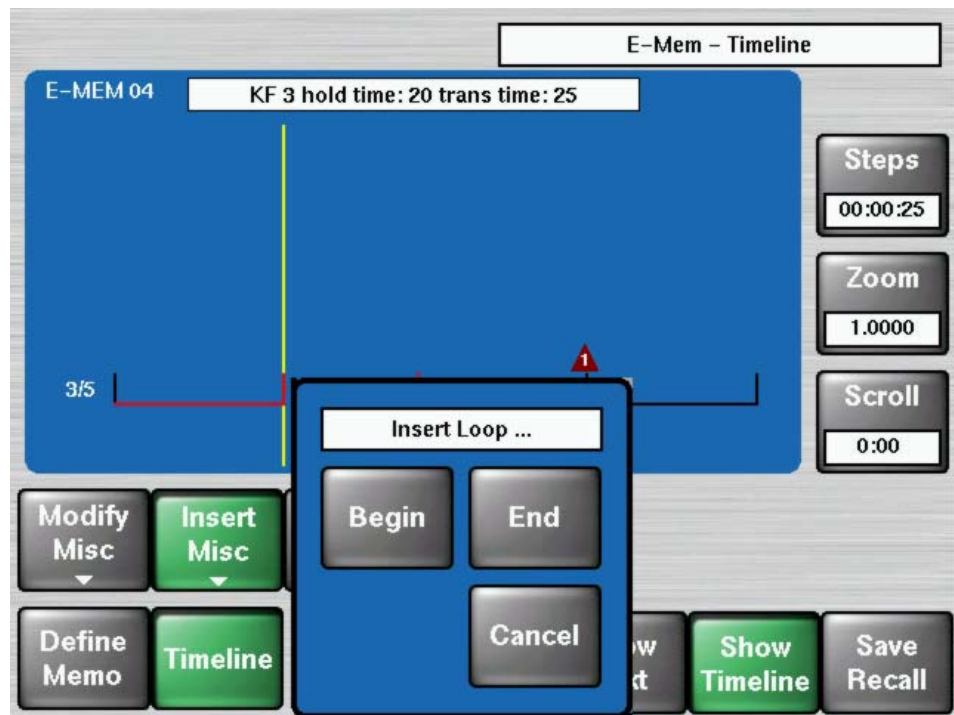 E-Mem - Timeline
E-MEM 04
KF 3 hold time: 20 trans time: 25
Steps
00:00:25
Zoom
1.0000
1
3/5
Scroll
0:00
Insert Loop ...
Begin
End
Modify
Misc
Insert
Misc
Cancel
Define
Memo
Timeline
Show
Timeline
Save
Recall